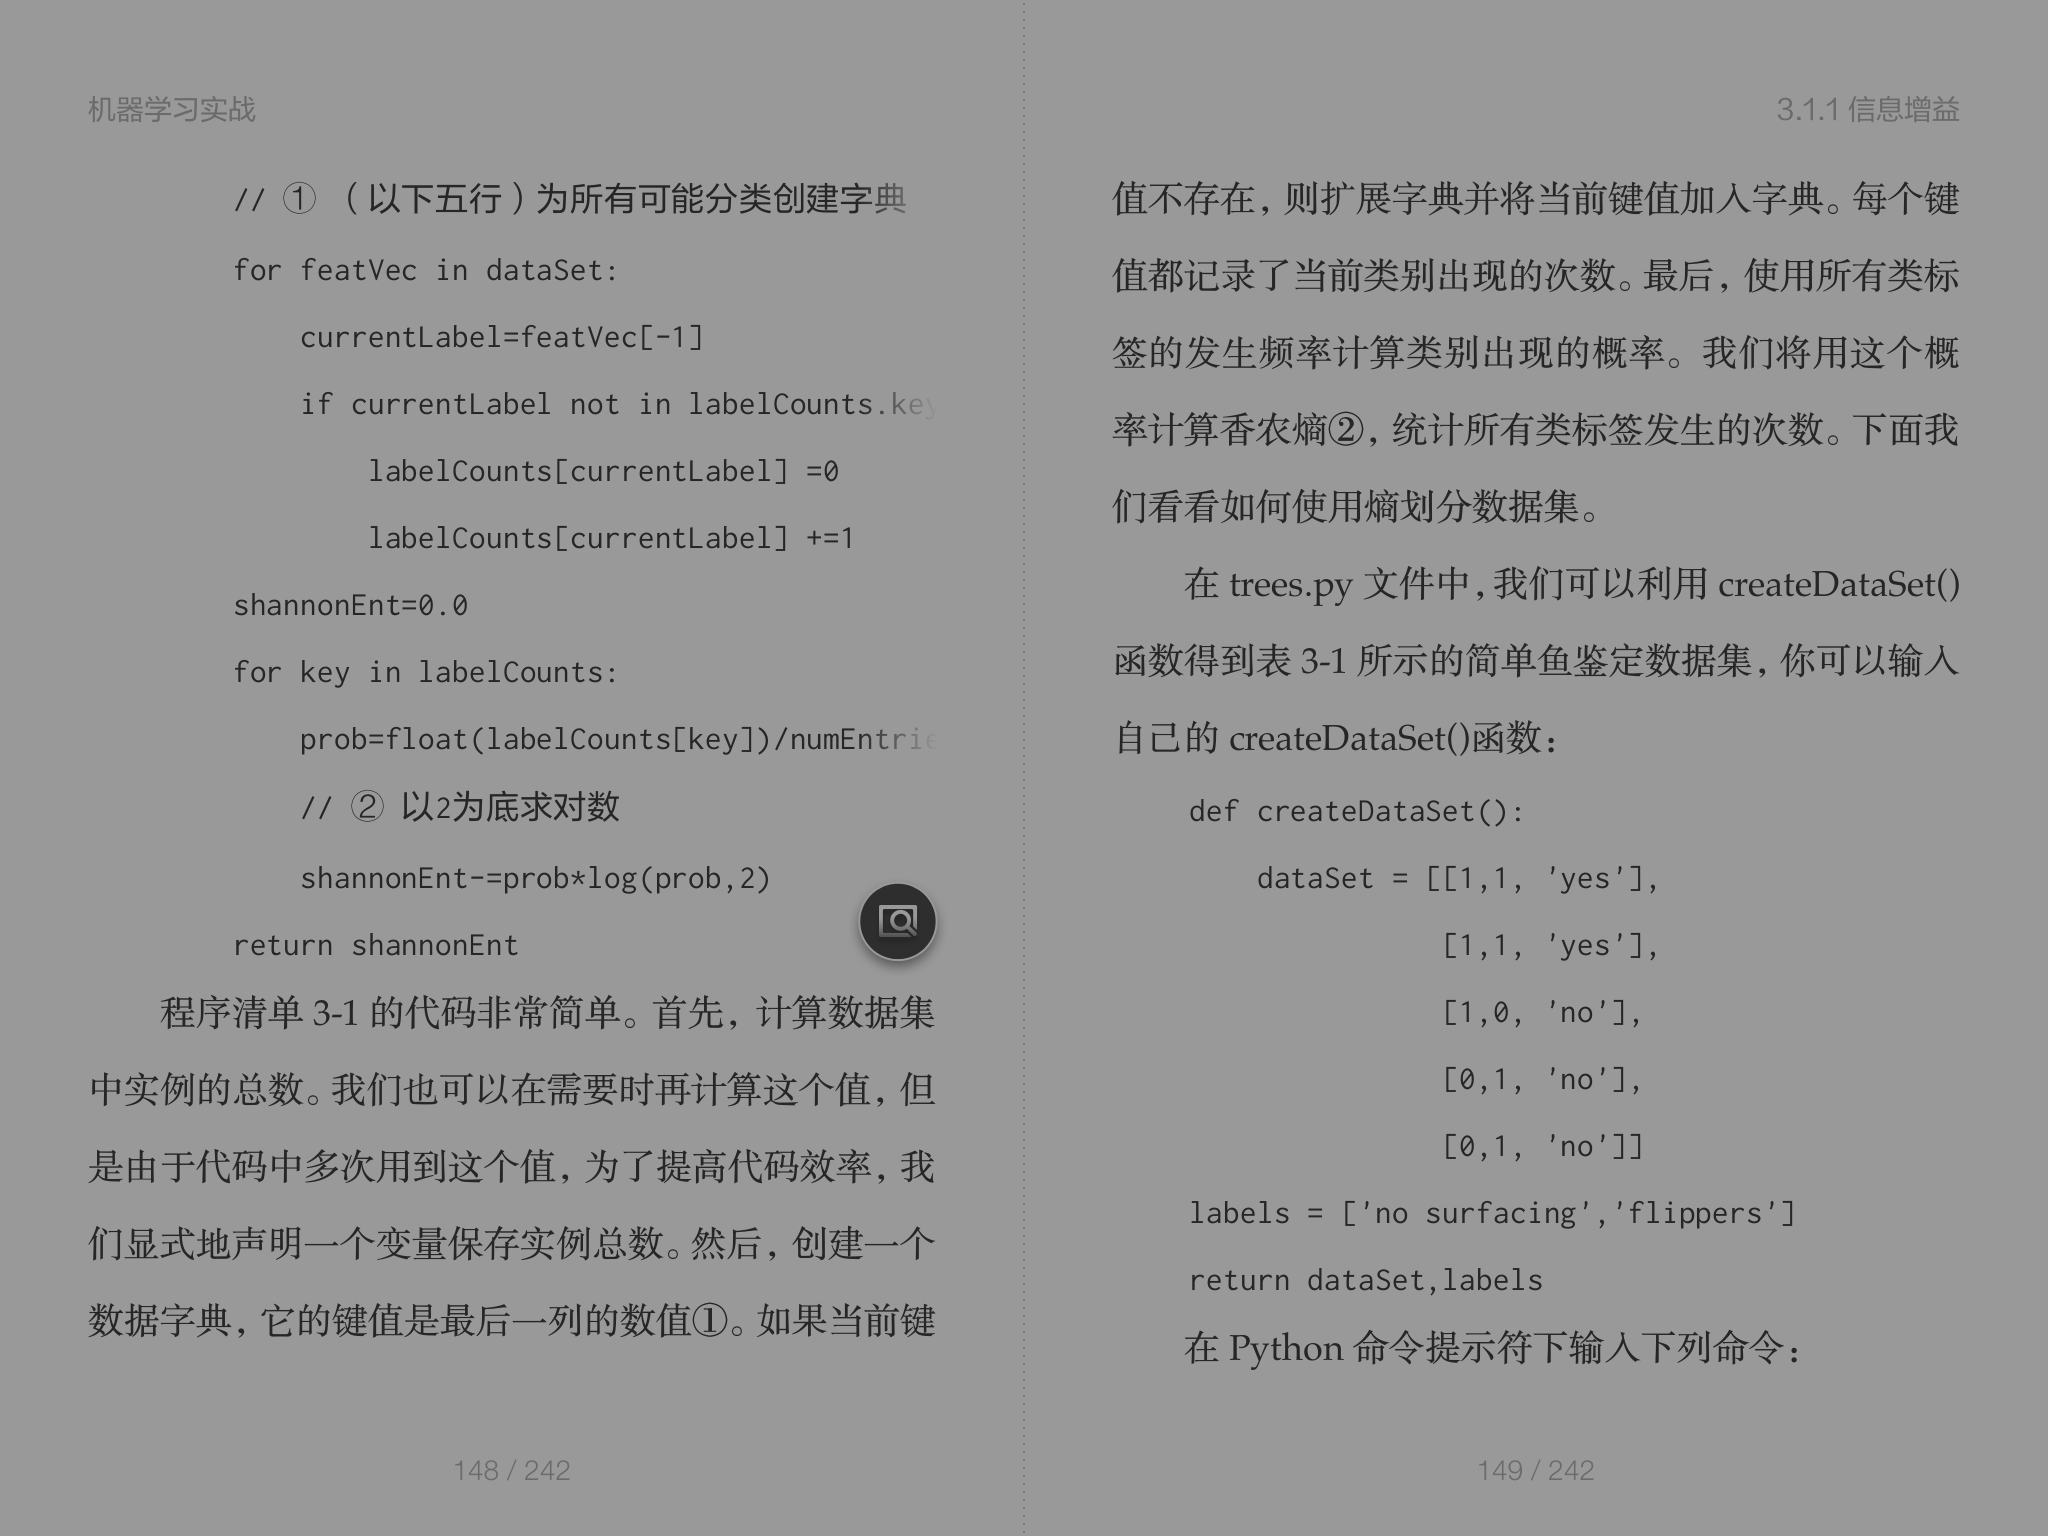 机器学习实战
// ① （以下五行）为所有可能分类创建字典
for featVec in dataSet:
currentLabel=featVec[-1]
if currentLabel not in labelCounts.key
labelCounts[currentLabel] =0
labelCounts[currentLabel] +=1
shannonEnt=0.0
for key in labelCounts:
prob=float(labelCounts[key])/numEntrie
// ② 以2为底求对数
shannonEnt-=prob*log(prob,2)
return shannonEnt
程序清单 3-1 的代码非常简单。首先，计算数据集
中实例的总数。我们也可以在需要时再计算这个值，但
是由于代码中多次用到这个值，为了提高代码效率，我
们显式地声明一个变量保存实例总数。然后，创建一个
数据字典，它的键值是最后一列的数值①。如果当前键
148 / 242
3.1.1 信息增益
值不存在，则扩展字典并将当前键值加入字典。每个键
值都记录了当前类别出现的次数。最后，使用所有类标
签的发生频率计算类别出现的概率。我们将用这个概
率计算香农熵②，统计所有类标签发生的次数。下面我
们看看如何使用熵划分数据集。
在 trees.py 文件中，我们可以利用 createDataSet()
函数得到表 3-1 所示的简单鱼鉴定数据集，你可以输入
自己的 createDataSet()函数：
def createDataSet():
dataSet = [[1,1, 'yes'],
[1,1, 'yes'],
[1,0, 'no'],
[0,1, 'no'],
[0,1, 'no']]
labels = ['no surfacing','flippers']
return dataSet,labels
在 Python 命令提示符下输入下列命令：
149 / 242